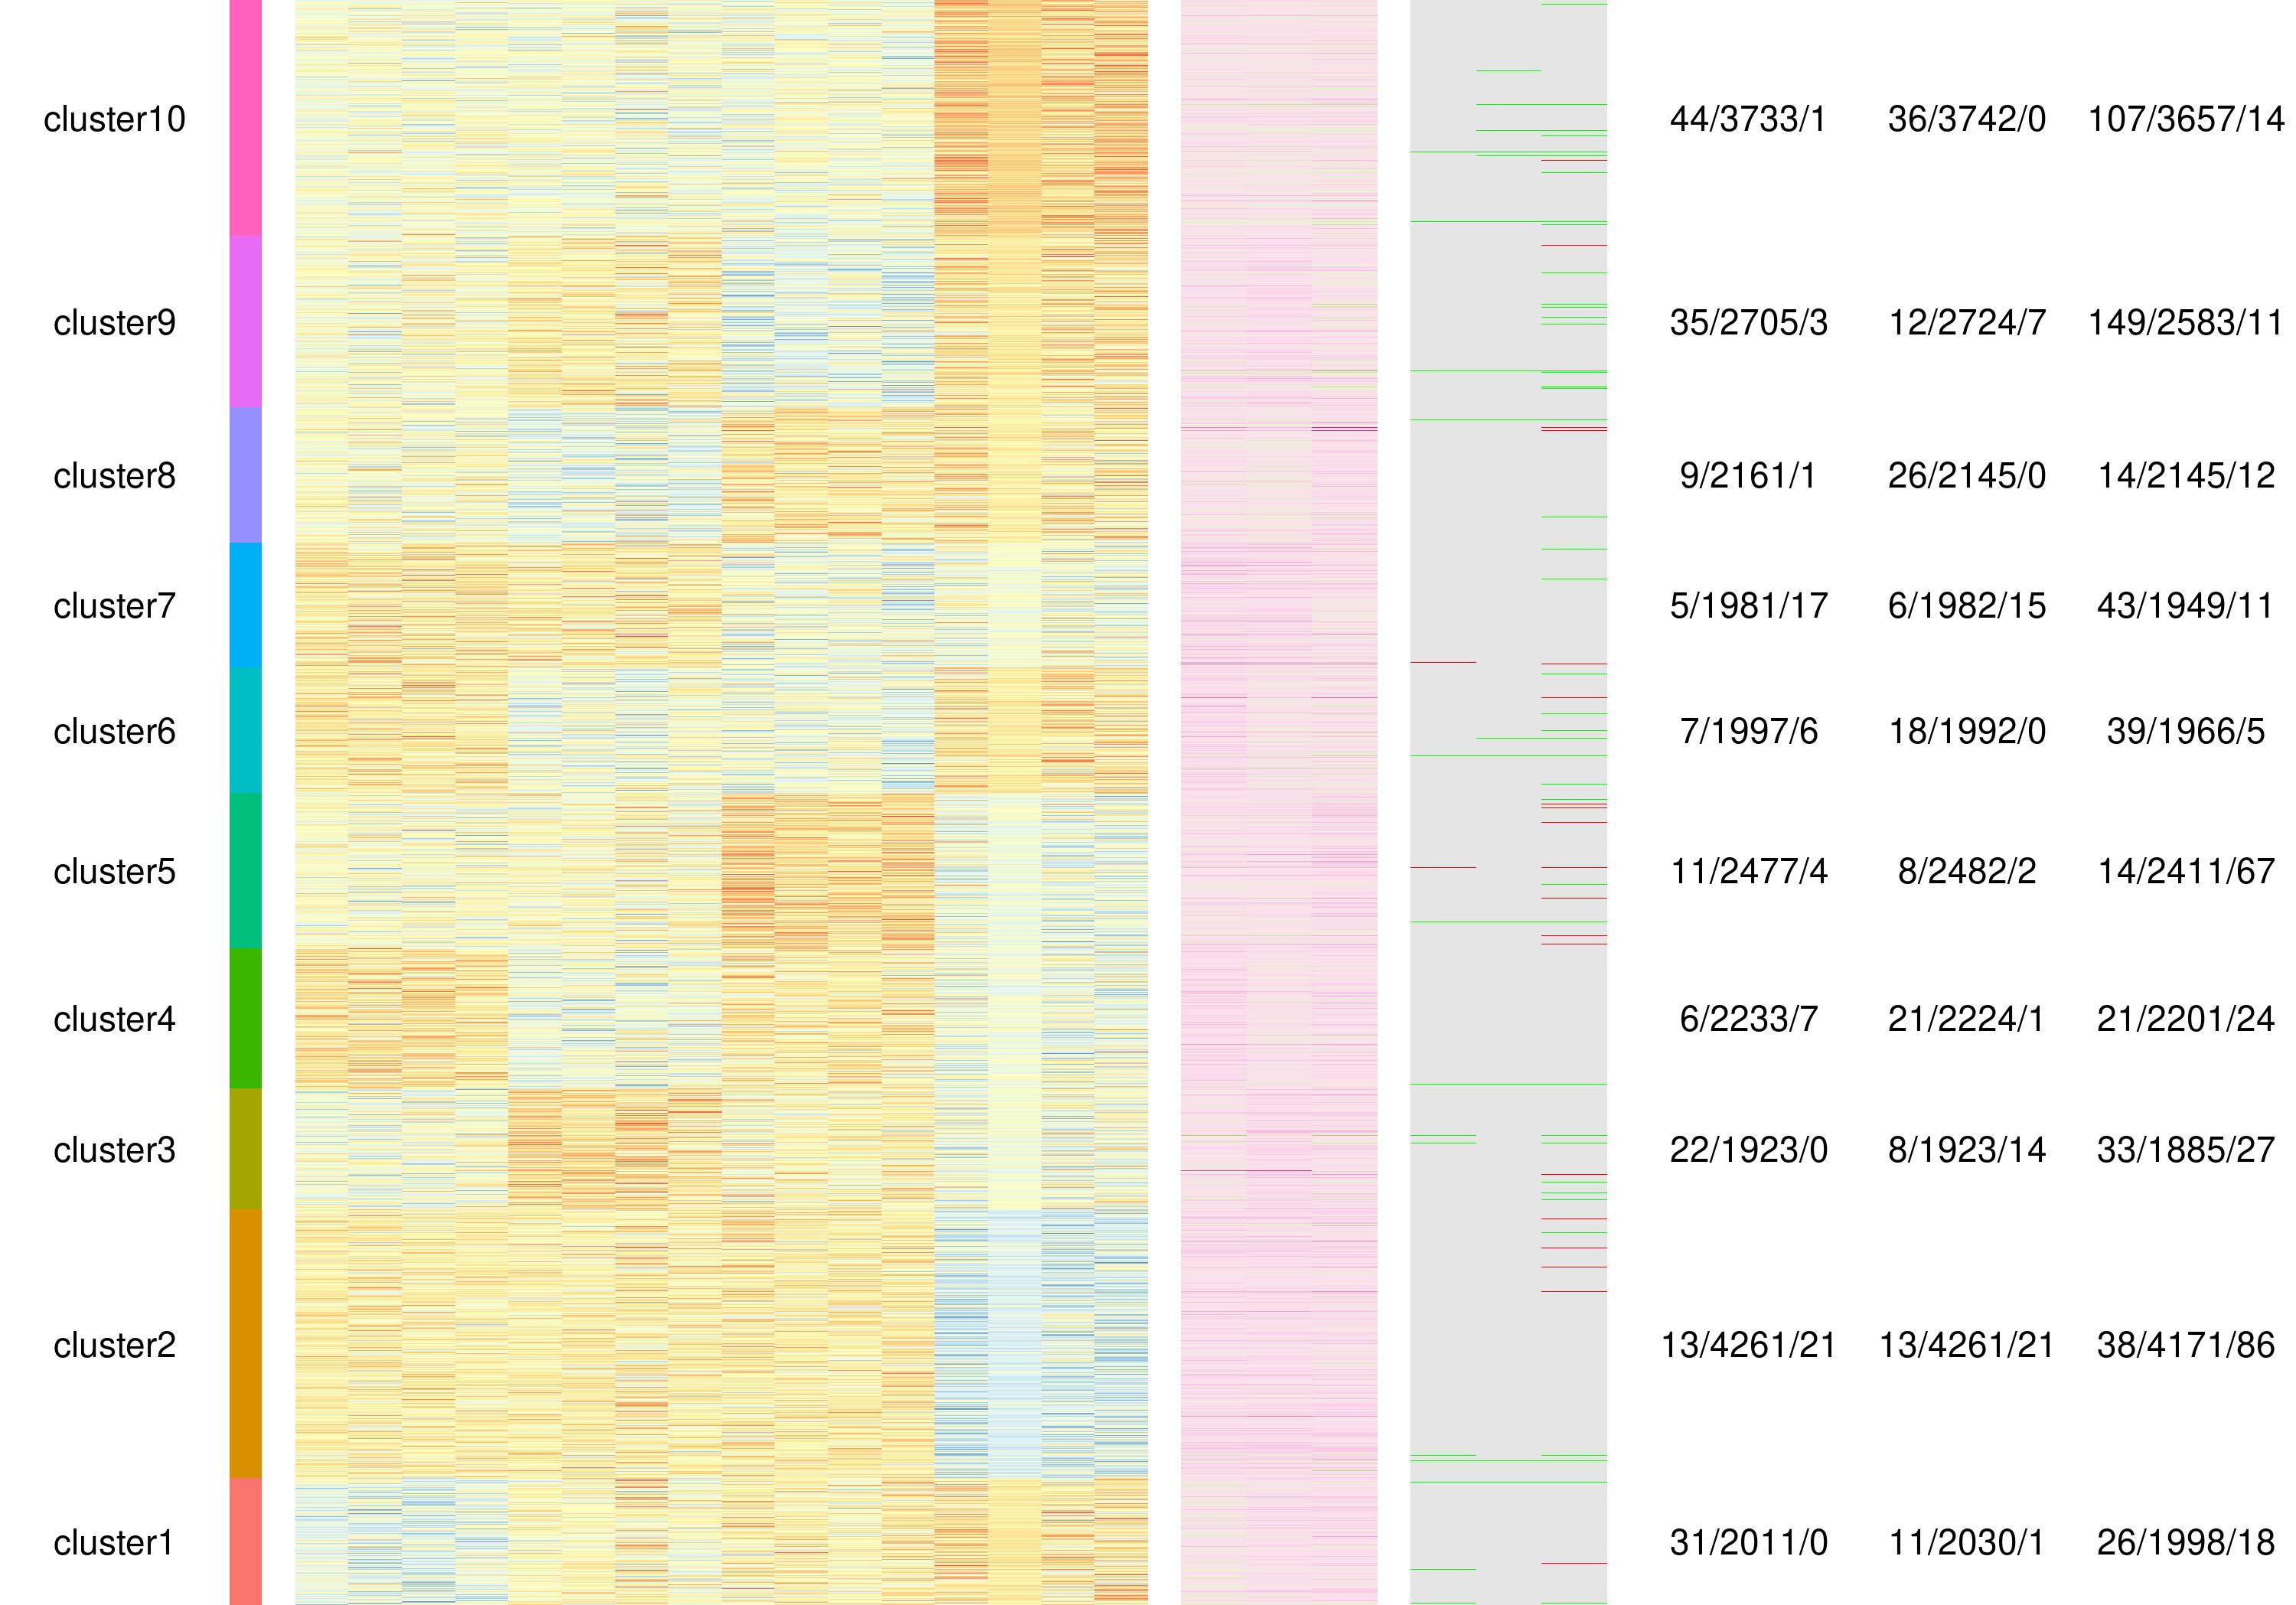 cluster10 44/3733/1 36/3742/0 107/3657/14
cluster9 35/2705/3 12/2724/7 149/2583/11
cluster8 9/2161/1 26/2145/0 14/2145/12
cluster7 5/1981/17 6/1982/15 43/1949/11
cluster6 7/1997/6 18/1992/0 39/1966/5
cluster5 11/2477/4 8/2482/2 14/2411/67
cluster4 6/2233/7 21/2224/1 21/2201/24
cluster3 22/1923/0 8/1923/14 33/1885/27
cluster2 13/4261/21 13/4261/21 38/4171/86
cluster1 31/2011/0 11/2030/1 26/1998/18